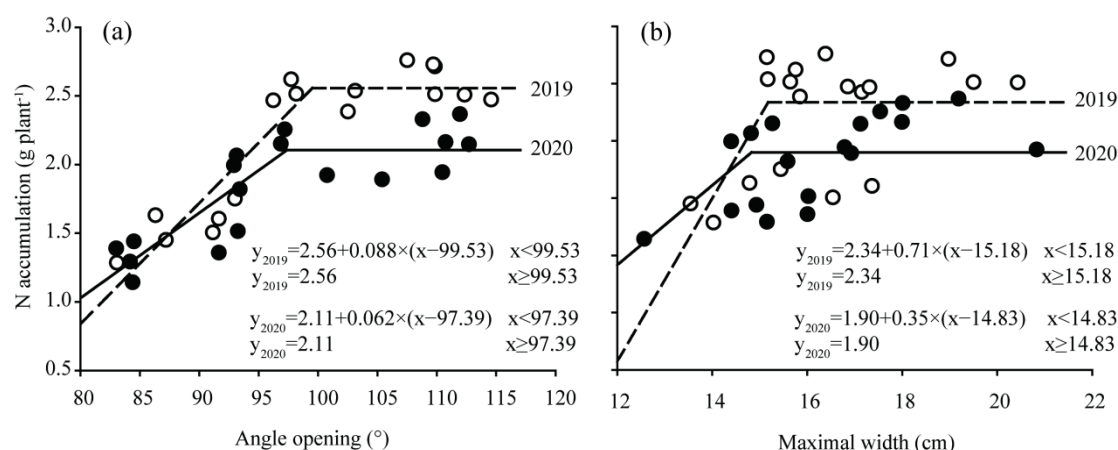 (a)
(b)
N accumulation (g plant⁻¹)
3.0
2.5
2.0
1.5
1.0
0.5
2019
2020
y₂₀₁₉=2.56+0.088×(x−99.53) x<99.53
y₂₀₁₉=2.56 x≥99.53
y₂₀₂₀=2.11+0.062×(x−97.39) x<97.39
y₂₀₂₀=2.11 x≥97.39
80 85 90 95 100 105 110 115 120
Angle opening (°)
2019
2020
y₂₀₁₉=2.34+0.71×(x−15.18) x<15.18
y₂₀₁₉=2.34 x≥15.18
y₂₀₂₀=1.90+0.35×(x−14.83) x<14.83
y₂₀₂₀=1.90 x≥14.83
12 14 16 18 20 22
Maximal width (cm)